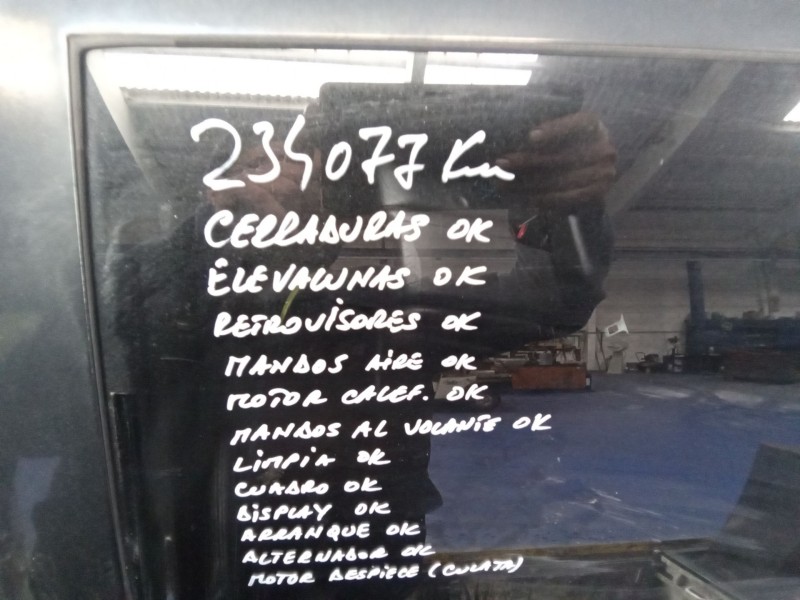 234077 Km
CERRADURAS OK
ELEVALUNAS OK
RETROVISORES OK
MANDOS AIRE OK
MOTOR CALEF. OK
MANDOS AL VOLANTE OK
LIMPIA OK
CUADRO OK
DISPLAY OK
ARRANQUE OK
ALTERNADOR OK
MOTOR DESPIECE (CULATA)